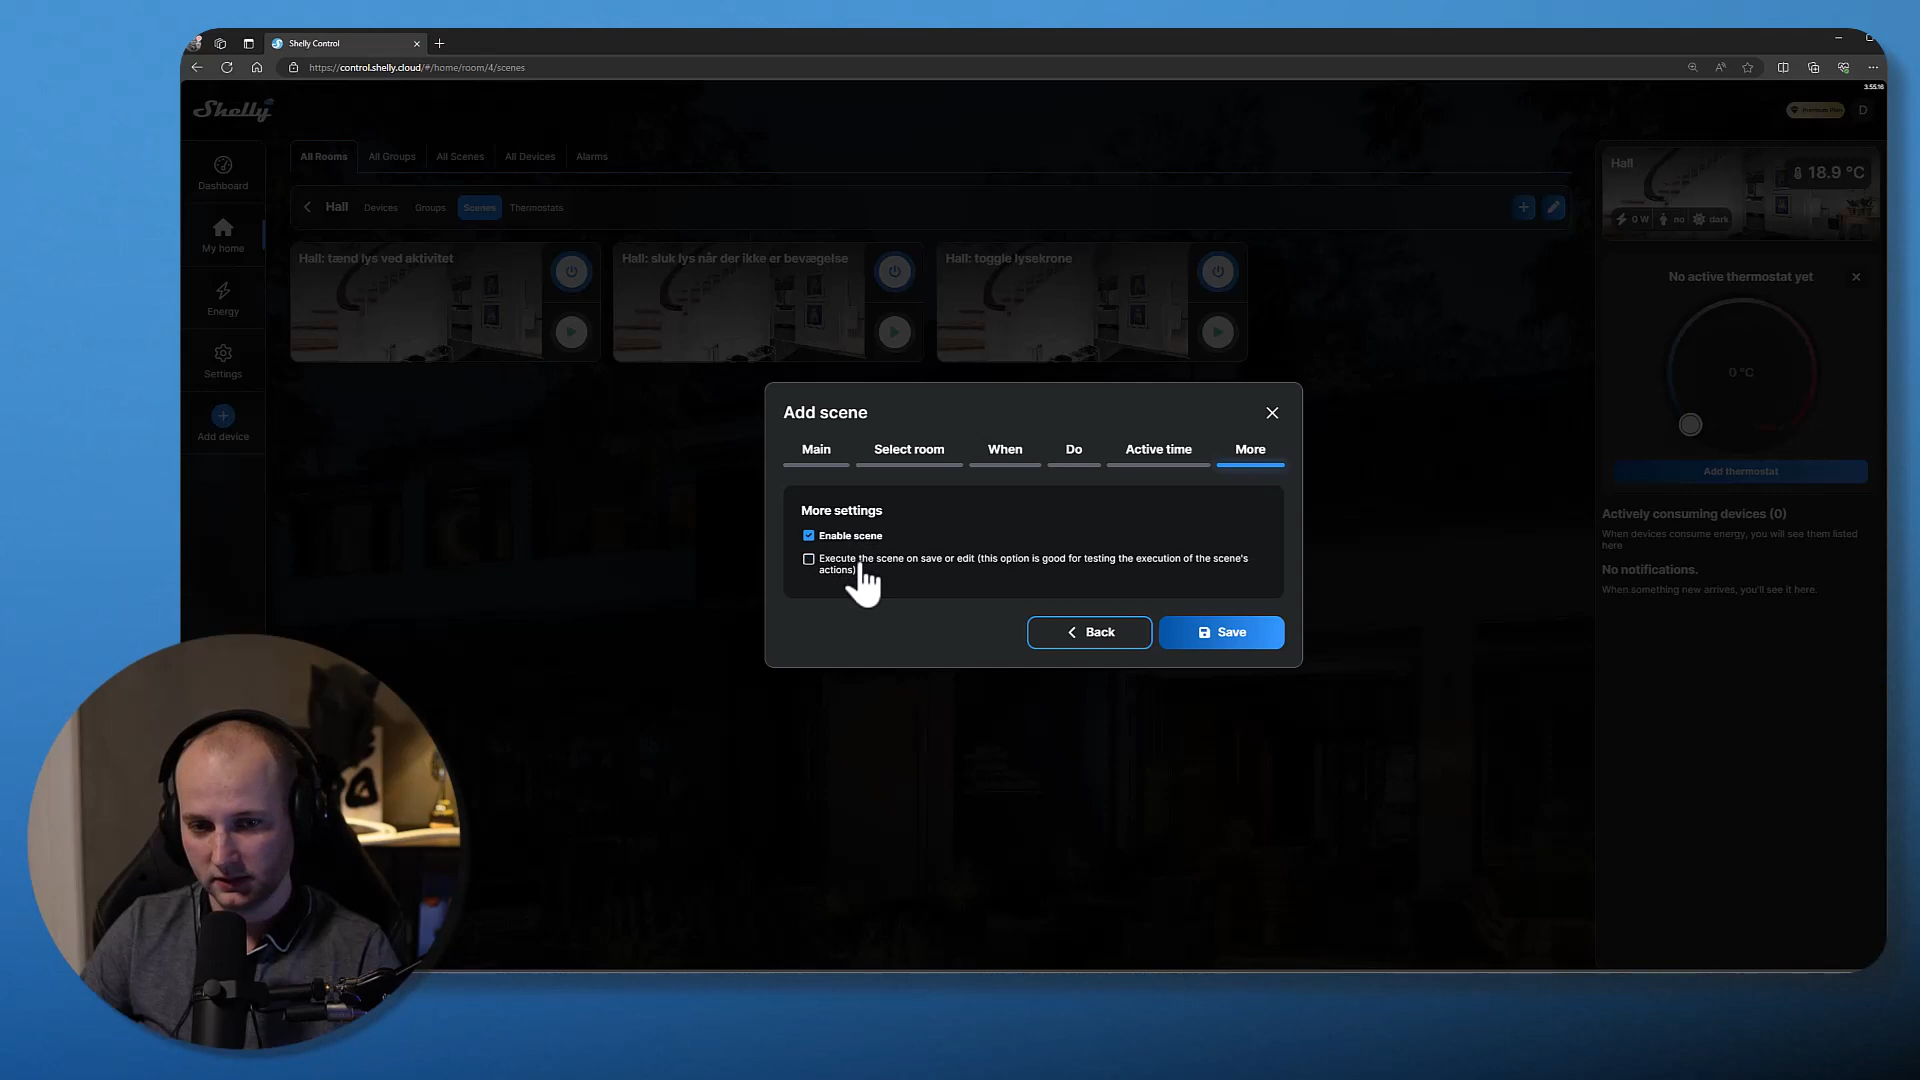 Shelly Control
https://control.shelly.cloud/#/home/room/4/scenes
3:55:16
Shelly
Premium Plan
D
Dashboard
My home
Energy
Settings
Add device
All Rooms
All Groups
All Scenes
All Devices
Alarms
Hall
Devices
Groups
Scenes
Thermostats
Hall: tænd lys ved aktivitet
Hall: sluk lys når der ikke er bevægelse
Hall: toggle lysekrone
Add scene
Main
Select room
When
Do
Active time
More
More settings
Enable scene
Execute the scene on save or edit (this option is good for testing the execution of the scene's
actions)
Back
Save
Hall
18.9 °C
0 W
no
dark
No active thermostat yet
0 °C
Add thermostat
Actively consuming devices (0)
When devices consume energy, you will see them listed
here
No notifications.
When something new arrives, you'll see it here.